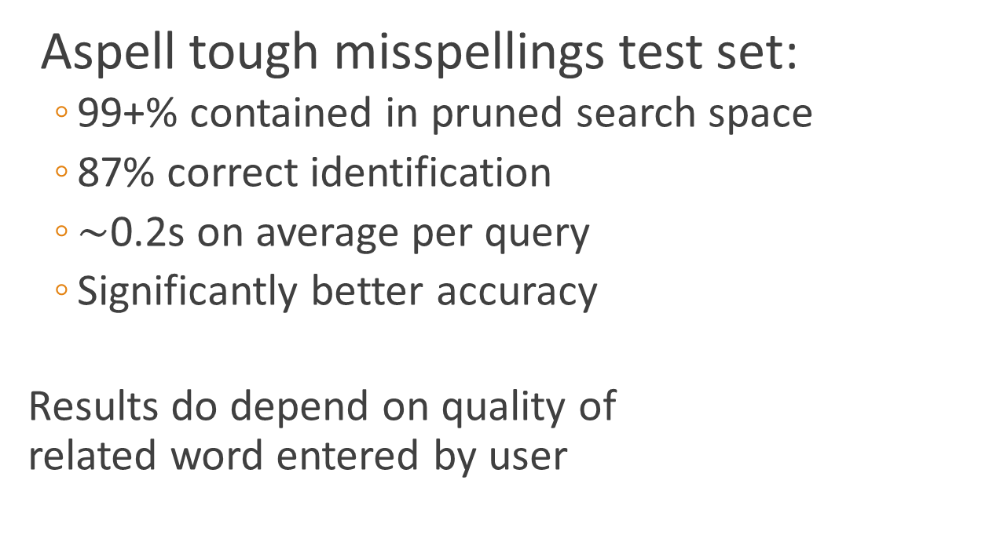 Aspell tough misspellings test set:
◦ 99+% contained in pruned search space
◦ 87% correct identification
◦ ~0.2s on average per query
◦ Significantly better accuracy
Results do depend on quality of
related word entered by user